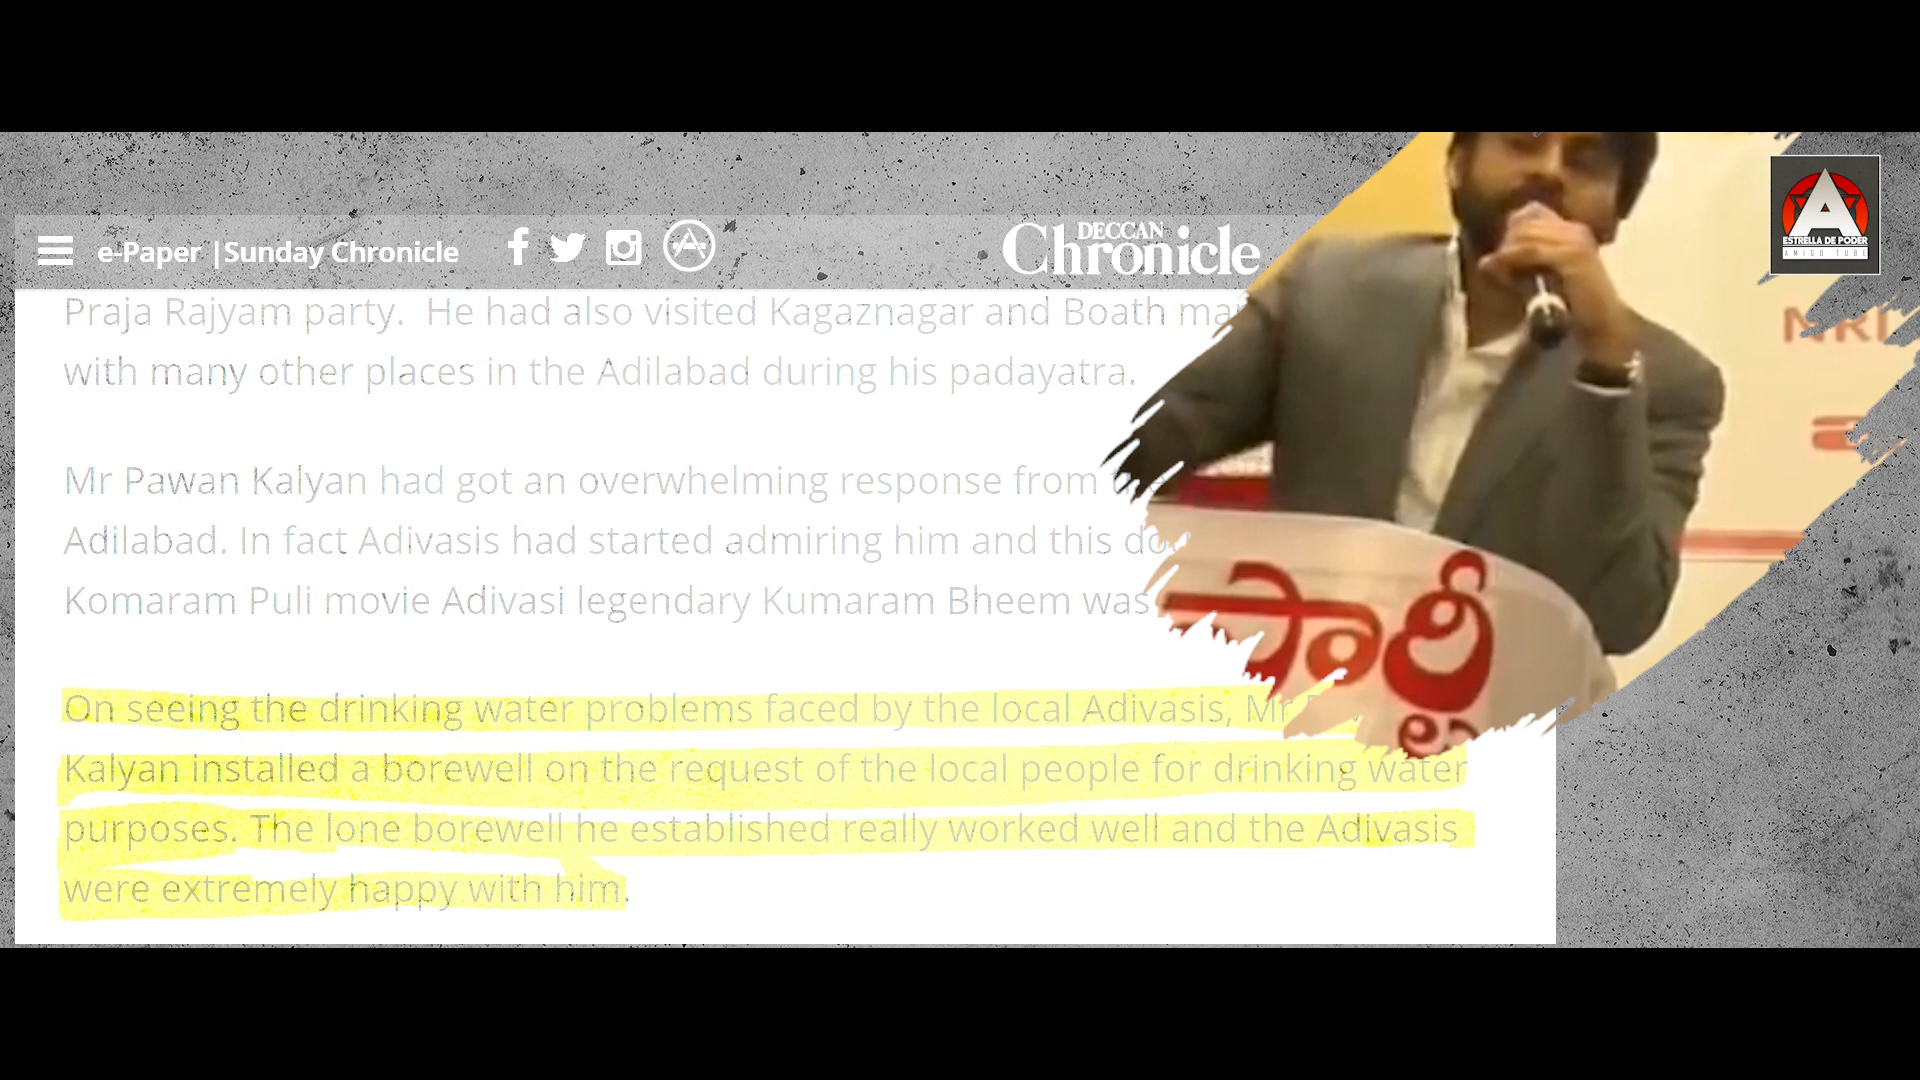 e-Paper | Sunday Chronicle
DECCAN
Chronicle
ESTRELLA DE PODER
AMIGO TUBE
NRI
Praja Rajyam party. He had also visited Kagaznagar and Boath
with many other places in the Adilabad during his padayatra.
Mr Pawan Kalyan had got an overwhelming response from
Adilabad. In fact Adivasis had started admiring him and this
Komaram Puli movie Adivasi legendary Kumaram Bheem was
పార్టీ
On seeing the drinking water problems faced by the local Adivasis, Mr
Kalyan installed a borewell on the request of the local people for drinking water
purposes. The lone borewell he established really worked well and the Adivasis
were extremely happy with him.